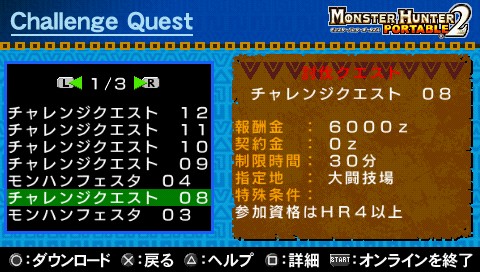 Challenge Quest
MONSTER HUNTER
PORTABLE 2
L 1/3 R
チャレンジクエスト 12
チャレンジクエスト 11
チャレンジクエスト 10
チャレンジクエスト 09
モンハンフェスタ 04
チャレンジクエスト 08
モンハンフェスタ 03
討伐クエスト
チャレンジクエスト 08
報酬金 : 6000z
契約金 : 0z
制限時間 : 30分
指定地 : 大闘技場
特殊条件 :
参加資格はHR4以上
○:ダウンロード ×:戻る △:ヘルプ □:詳細 START:オンラインを終了